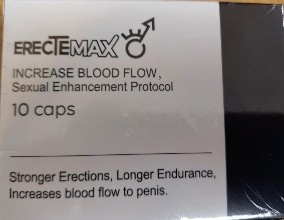 ERECTEMAX
INCREASE BLOOD FLOW,
Sexual Enhancement Protocol
10 caps
Stronger Erections, Longer Endurance,
Increases blood flow to penis.